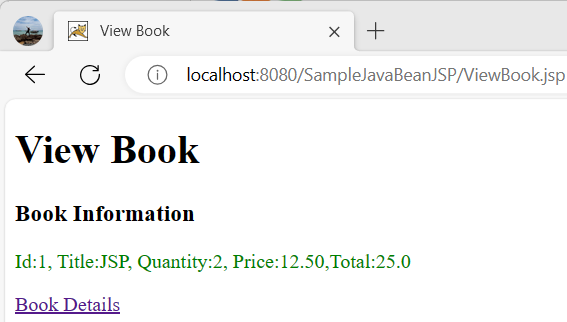 View Book
localhost:8080/SampleJavaBeanJSP/ViewBook.jsp
View Book
Book Information
Id:1, Title:JSP, Quantity:2, Price:12.50,Total:25.0
Book Details